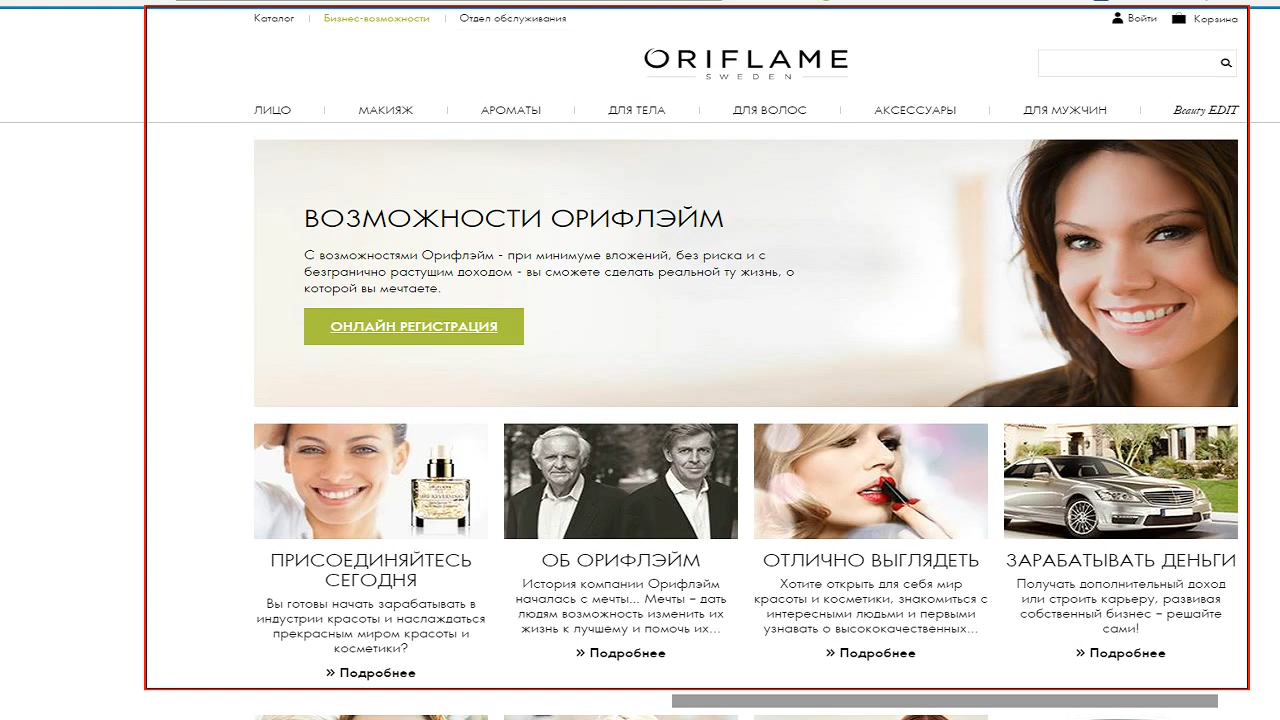 Каталог
Бизнес-возможности
Отдел обслуживания
Войти
Корзина
ORIFLAME
SWEDEN
ЛИЦО
МАКИЯЖ
АРОМАТЫ
ДЛЯ ТЕЛА
ДЛЯ ВОЛОС
АКСЕССУАРЫ
ДЛЯ МУЖЧИН
Beauty EDIT
ВОЗМОЖНОСТИ ОРИФЛЭЙМ
С возможностями Орифлэйм - при минимуме вложений, без риска и с
безгранично растущим доходом - вы сможете сделать реальной ту жизнь, о
которой вы мечтаете.
ОНЛАЙН РЕГИСТРАЦИЯ
ПРИСОЕДИНЯЙТЕСЬ
СЕГОДНЯ
Вы готовы начать зарабатывать в
индустрии красоты и наслаждаться
прекрасным миром красоты и
косметики?
» Подробнее
ОБ ОРИФЛЭЙМ
История компании Орифлэйм
началась с мечты... Мечты – дать
людям возможность изменить их
жизнь к лучшему и помочь их...
» Подробнее
ОТЛИЧНО ВЫГЛЯДЕТЬ
Хотите открыть для себя мир
красоты и косметики, знакомиться с
интересными людьми и первыми
узнавать о высококачественных...
» Подробнее
ЗАРАБАТЫВАТЬ ДЕНЬГИ
Получать дополнительный доход
или строить карьеру, развивая
собственный бизнес – решайте
сами!
» Подробнее